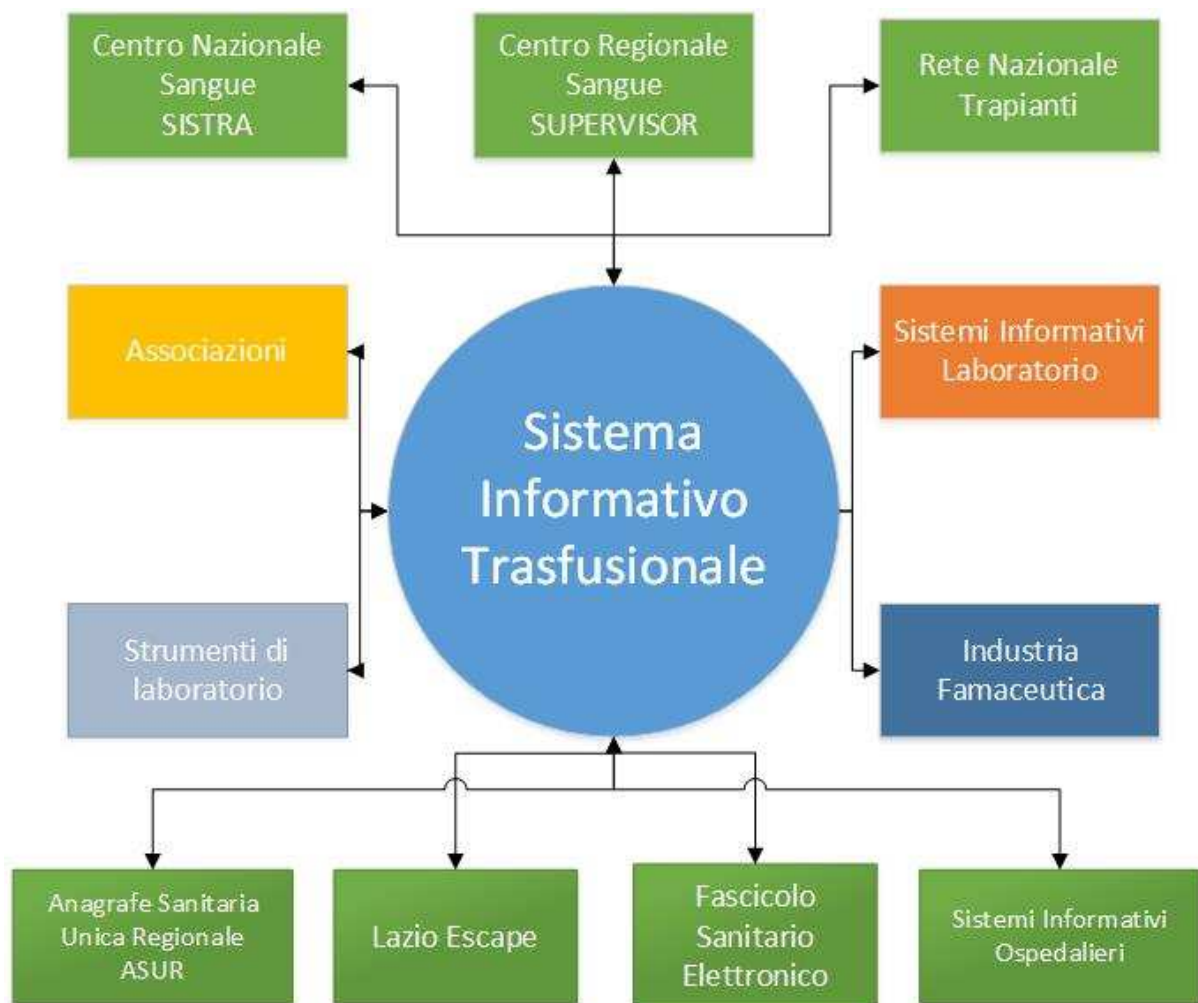 Centro Nazionale
Sangue
SISTRA
Centro Regionale
Sangue
SUPERVISOR
Rete Nazionale
Trapianti
Associazioni
Sistemi Informativi
Laboratorio
Sistema
Informativo
Trasfusionale
Strumenti di
laboratorio
Industria
Famaceutica
Anagrafe Sanitaria
Unica Regionale
ASUR
Lazio Escape
Fascicolo
Sanitario
Elettronico
Sistemi Informativi
Ospedalieri